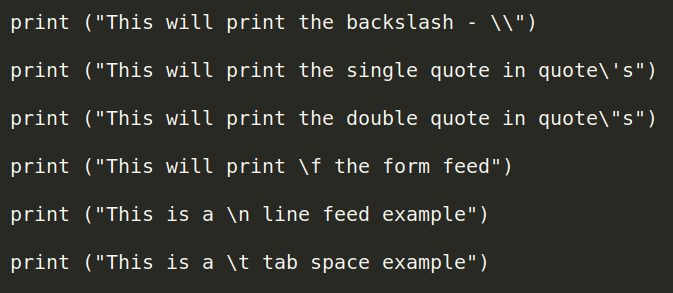 print ("This will print the backslash - \\")
print ("This will print the single quote in quote\'s")
print ("This will print the double quote in quote\"s")
print ("This will print \f the form feed")
print ("This is a \n line feed example")
print ("This is a \t tab space example")